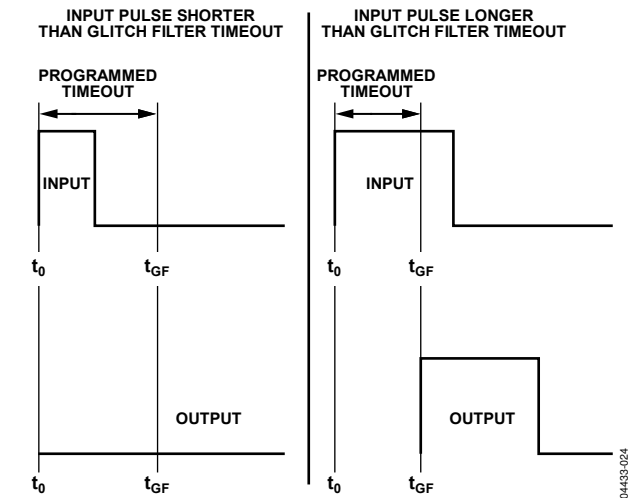 INPUT PULSE SHORTER
THAN GLITCH FILTER TIMEOUT
PROGRAMMED
TIMEOUT
INPUT
t0
tGF
OUTPUT
t0
tGF
INPUT PULSE LONGER
THAN GLITCH FILTER TIMEOUT
PROGRAMMED
TIMEOUT
INPUT
t0
tGF
OUTPUT
t0
tGF
04433-024